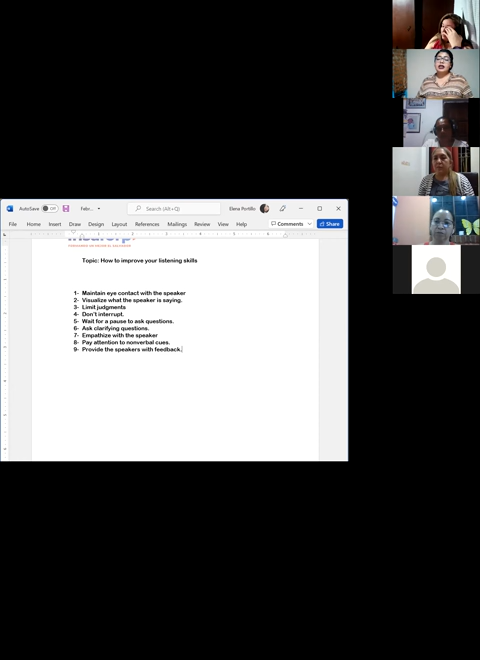 AutoSave Off Febr... Search (Alt+Q) Elena Portillo
File Home Insert Draw Design Layout References Mailings Review View Help Comments Share
Topic: How to improve your listening skills
1- Maintain eye contact with the speaker
2- Visualize what the speaker is saying.
3- Limit judgments
4- Don't interrupt.
5- Wait for a pause to ask questions.
6- Ask clarifying questions.
7- Empathize with the speaker
8- Pay attention to nonverbal cues.
9- Provide the speakers with feedback.